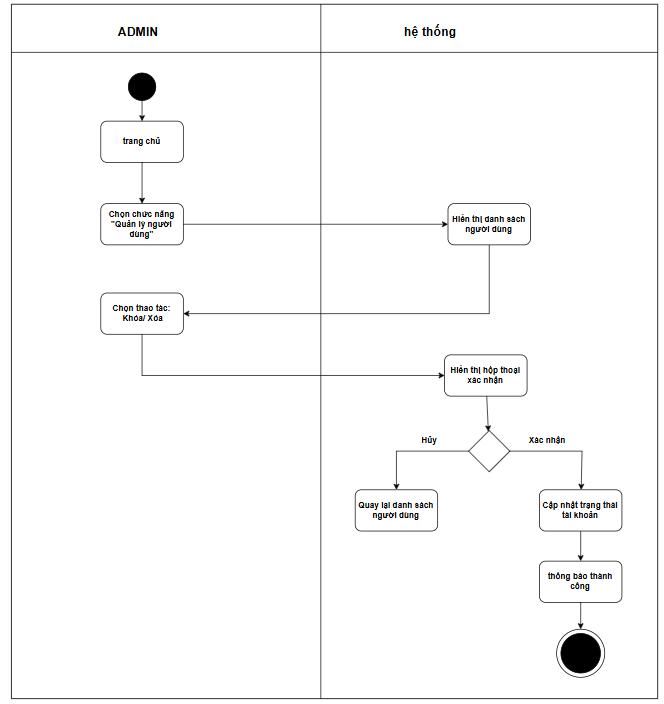 ADMIN
hệ thống
trang chủ
Chọn chức năng
"Quản lý người
dùng"
Hiển thị danh sách
người dùng
Chọn thao tác:
Khóa/ Xóa
Hiển thị hộp thoại
xác nhận
Hủy
Xác nhận
Quay lại danh sách
người dùng
Cập nhật trạng thái
tài khoản
thông báo thành
công